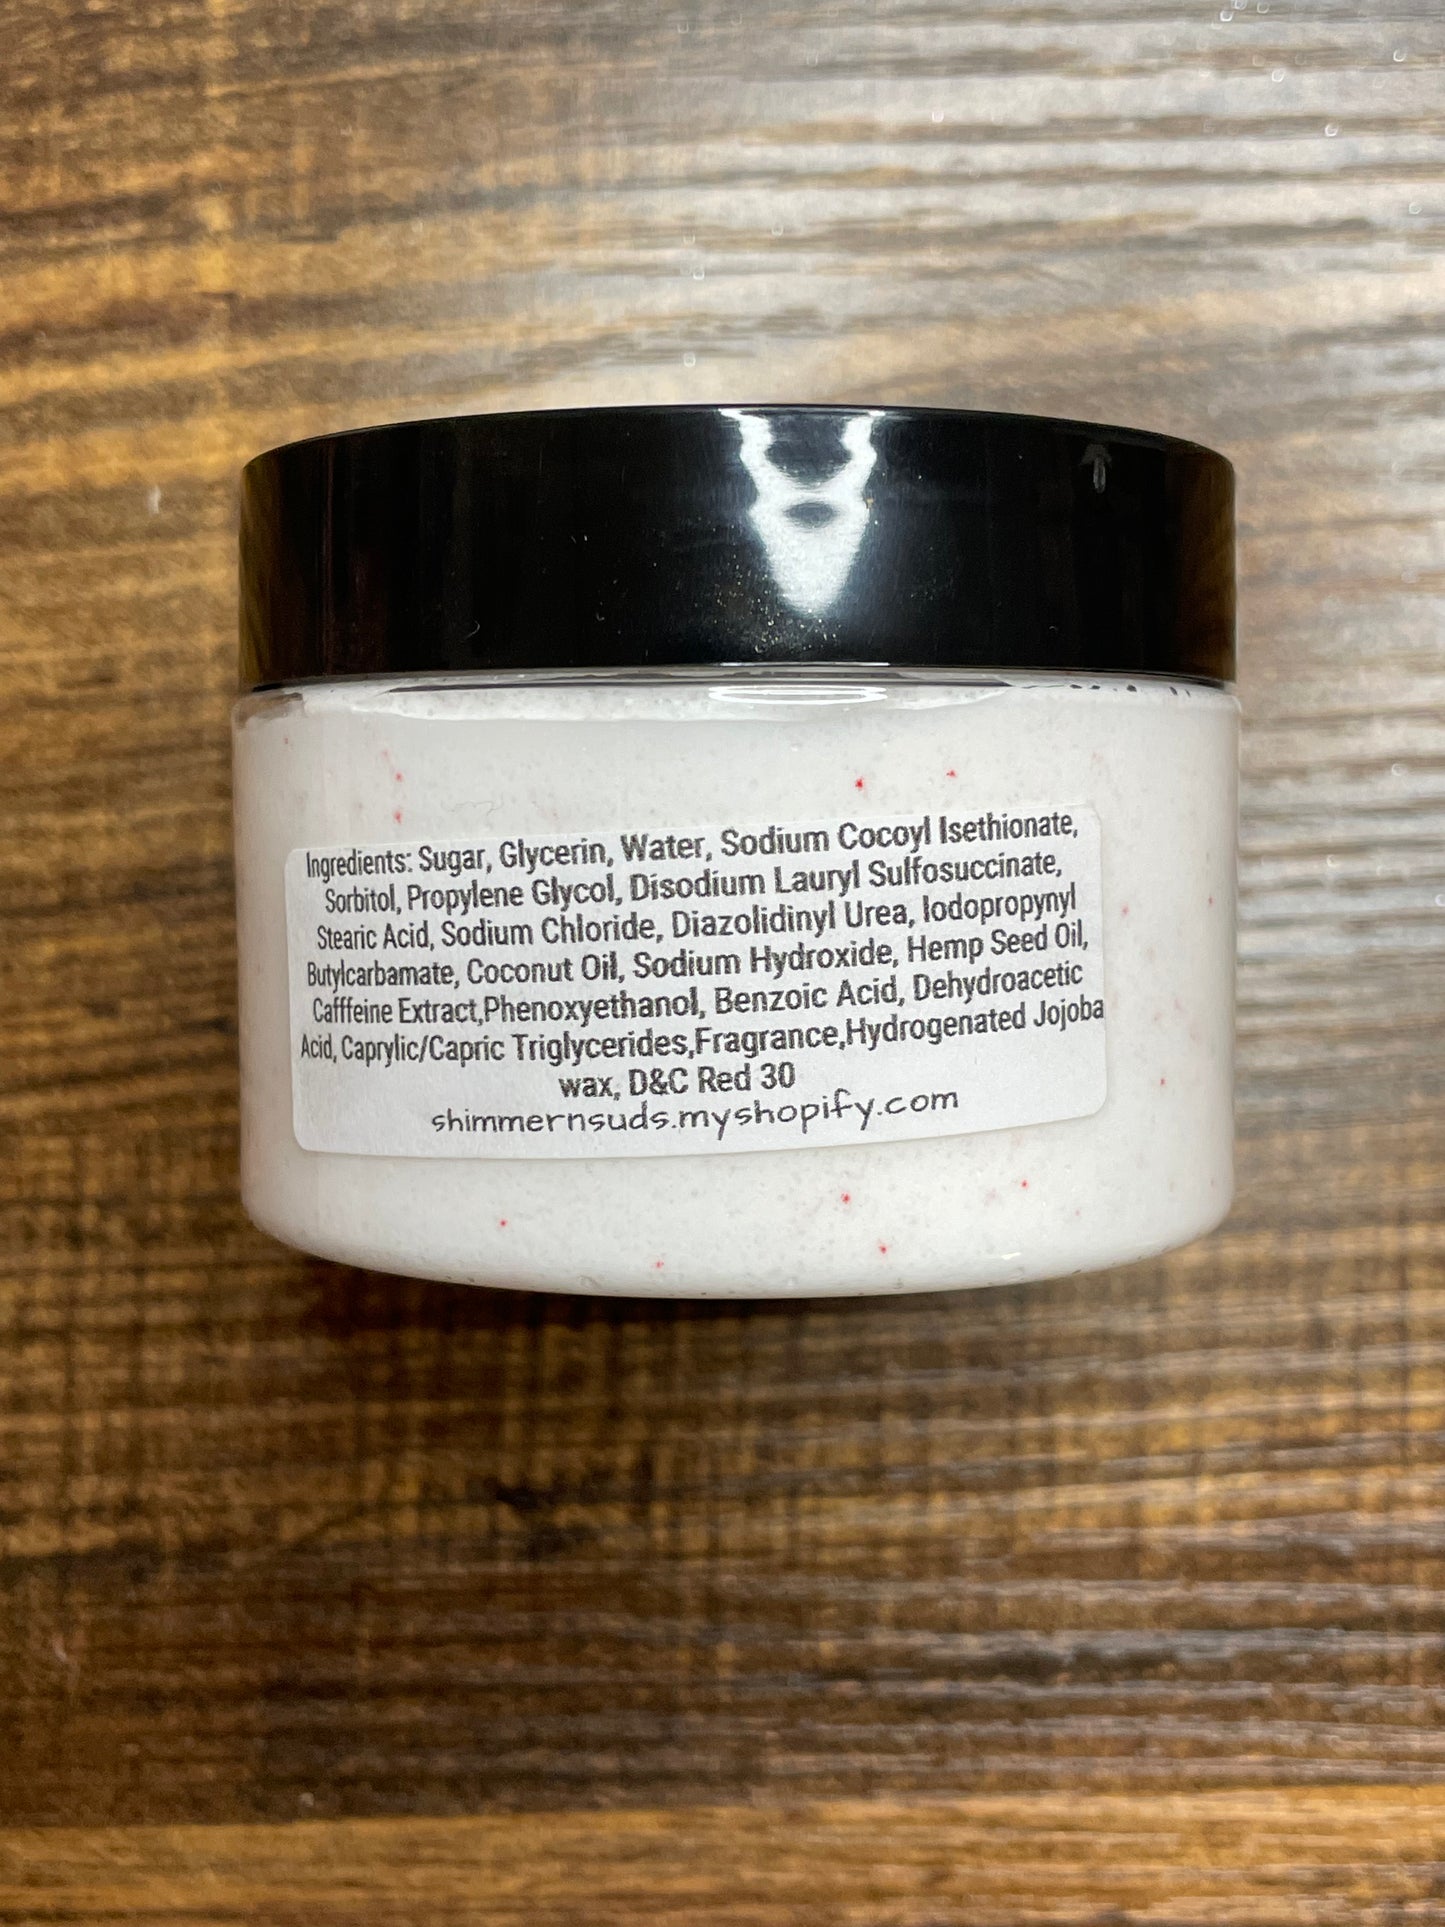 Ingredients: Sugar, Glycerin, Water, Sodium Cocoyl Isethionate,
Sorbitol, Propylene Glycol, Disodium Lauryl Sulfosuccinate,
Stearic Acid, Sodium Chloride, Diazolidinyl Urea, Iodopropynyl
Butylcarbamate, Coconut Oil, Sodium Hydroxide, Hemp Seed Oil,
Cafffeine Extract,Phenoxyethanol, Benzoic Acid, Dehydroacetic
Acid, Caprylic/Capric Triglycerides,Fragrance,Hydrogenated Jojoba
wax, D&C Red 30
shimmernsuds.myshopify.com